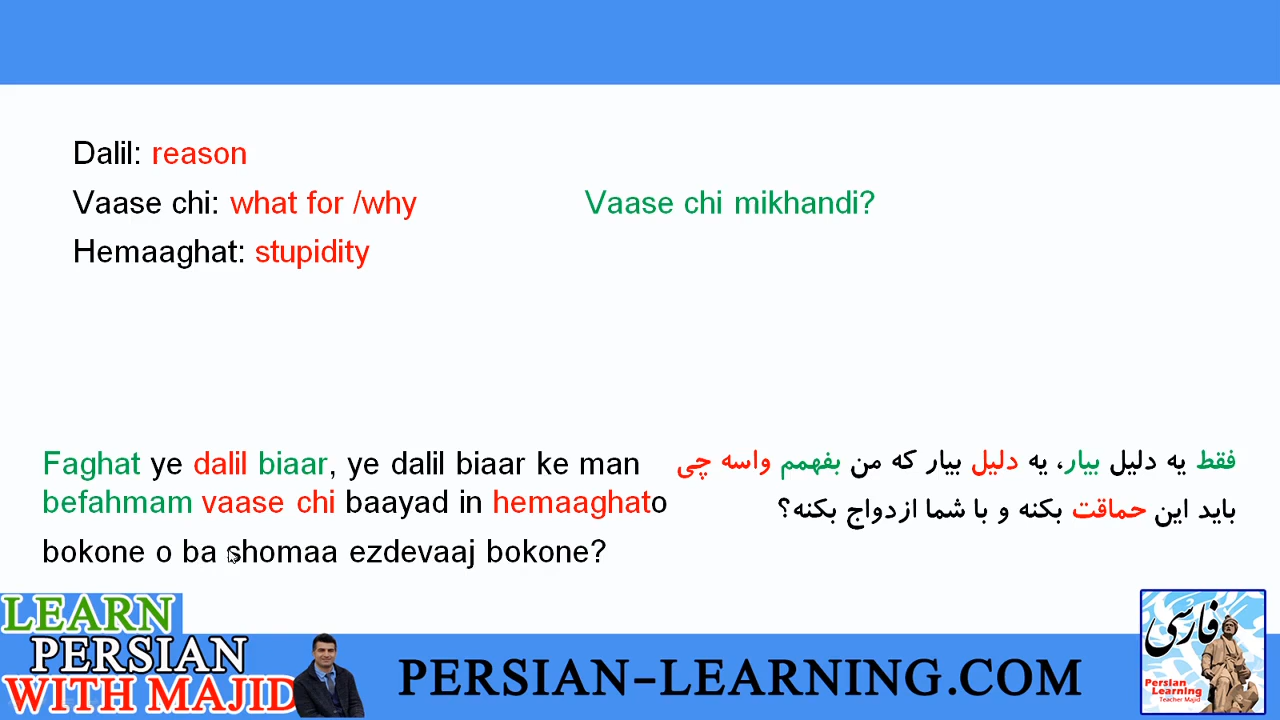 Dalil: reason
Vaase chi: what for /why
Vaase chi mikhandi?
Hemaaghat: stupidity
Faghat ye dalil biaar, ye dalil biaar ke man
befahmam vaase chi baayad in hemaaghato
bokone o ba shomaa ezdevaaj bokone?
فقط یه دلیل بیار، یه دلیل بیار که من بفهمم واسه چی
باید این حماقت بکنه و با شما ازدواج بکنه؟
LEARN
PERSIAN
WITH MAJID
PERSIAN-LEARNING.COM
فارسی
Persian
Learning
Teacher Majid